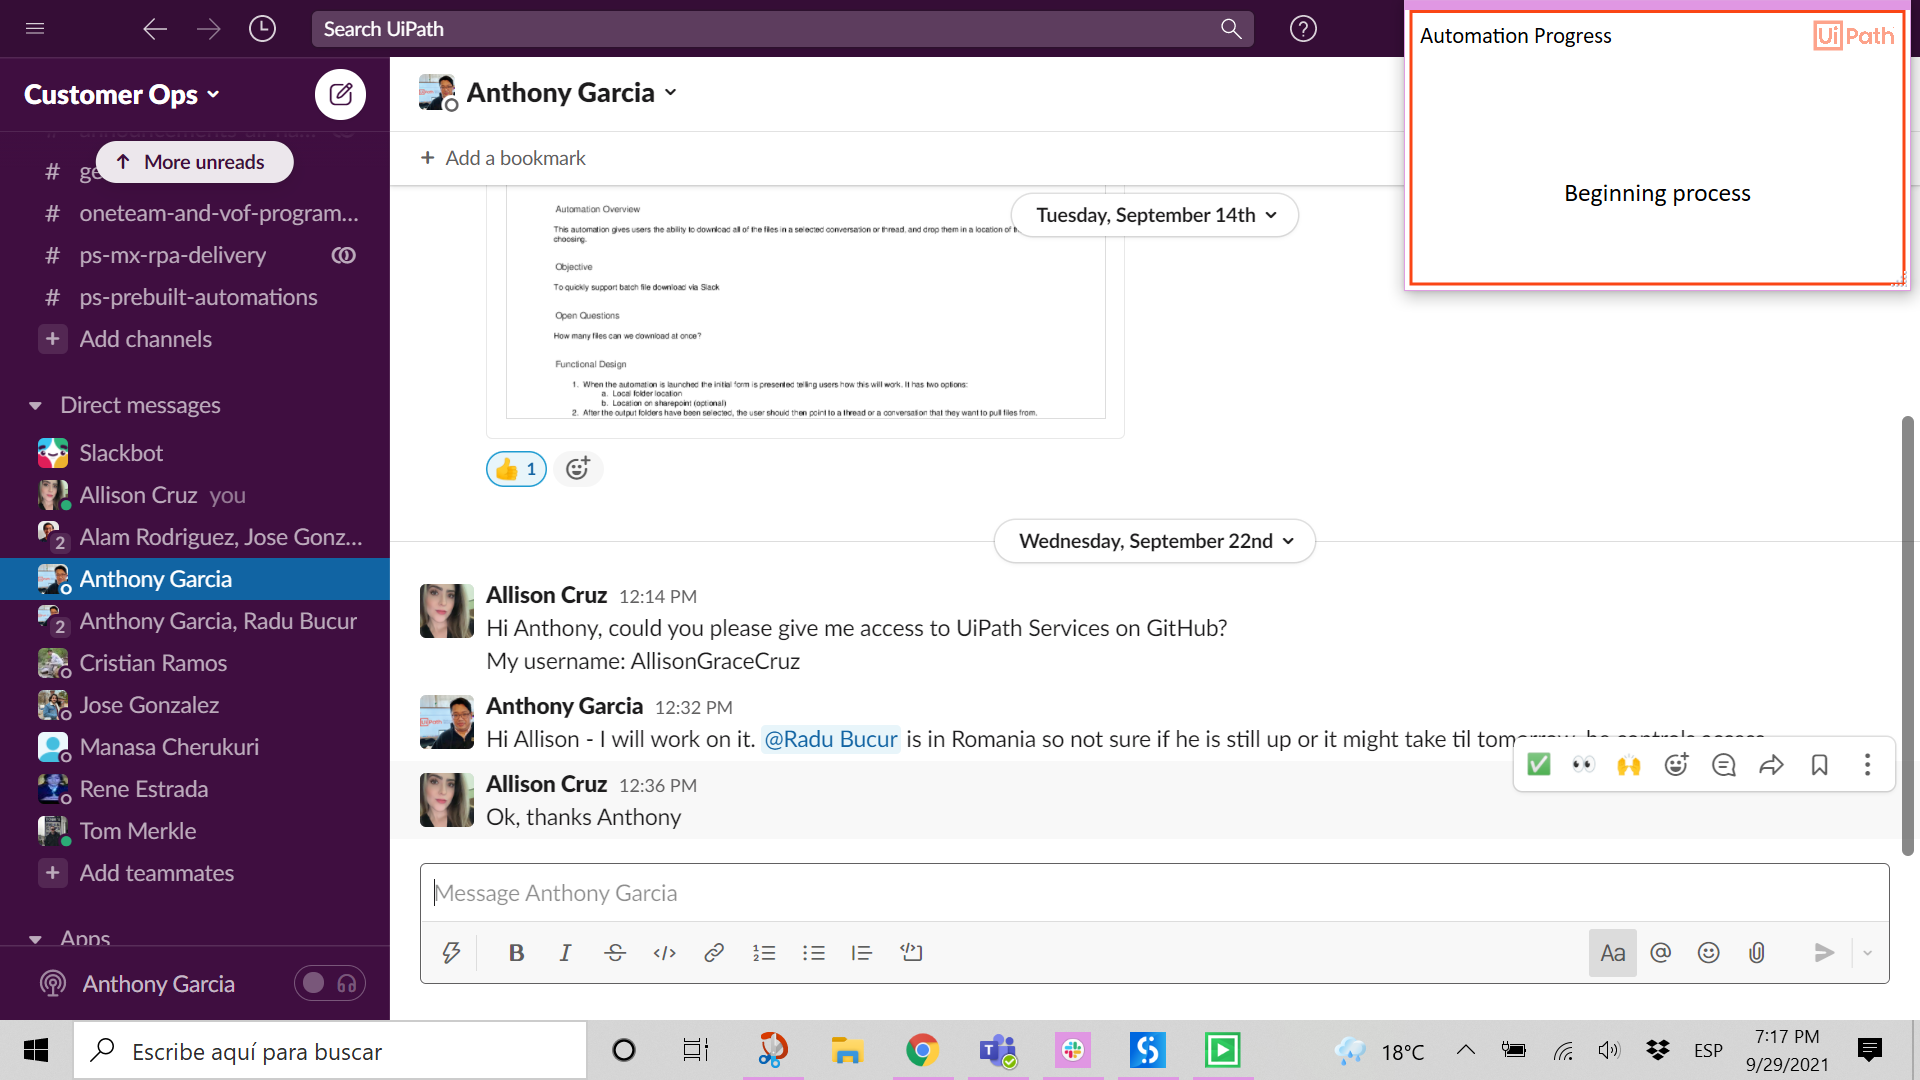 Search UiPath
Automation Progress
UiPath
Beginning process
Customer Ops
More unreads
# oneteam-and-vof-program...
# ps-mx-rpa-delivery
# ps-prebuilt-automations
+ Add channels
Direct messages
Slackbot
Allison Cruz you
2 Alam Rodriguez, Jose Gonz...
Anthony Garcia
2 Anthony Garcia, Radu Bucur
Cristian Ramos
Jose Gonzalez
Manasa Cherukuri
Rene Estrada
Tom Merkle
+ Add teammates
Apps
Anthony Garcia
Anthony Garcia
+ Add a bookmark
Tuesday, September 14th
Automation Overview
This automation gives users the ability to download all of the files in a selected conversation or thread, and drop them in a location of
choosing.
Objective
To quickly support batch file download via Slack
Open Questions
How many files can we download at once?
Functional Design
1. When the automation is launched the initial form is presented telling users how this will work. It has two options:
a. Local folder location
b. Location on sharepoint (optional)
2. After the output folders have been selected, the user should then point to a thread or a conversation that they want to pull files from.
1
Wednesday, September 22nd
Allison Cruz 12:14 PM
Hi Anthony, could you please give me access to UiPath Services on GitHub?
My username: AllisonGraceCruz
Anthony Garcia 12:32 PM
Hi Allison - I will work on it. @Radu Bucur is in Romania so not sure if he is still up or it might take til tomorrow, he controls access
Allison Cruz 12:36 PM
Ok, thanks Anthony
Message Anthony Garcia
B I S </> Aa @
Escribe aquí para buscar
18°C
ESP
7:17 PM
9/29/2021